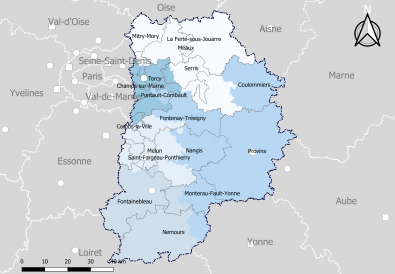 Oise
Val-d'Oise
Aisne
Mitry-Mory
La Ferté-sous-Jouarre
Meaux
Seine-Saint-Denis
Serris
Paris
Torcy
Marne
Champs-sur-Marne
Coulommiers
Yvelines
Pontault-Combault
Val-de-Mar
Fontenay-Trésigny
Combs-la-Ville
Essonne
Melun
Nangis
Provins
Saint-Fargeau-Ponthierry
Montereau-Fault-Yonne
Fontainebleau
Aube
Nemours
Yonne
Loiret
0 10 20 30 40 km